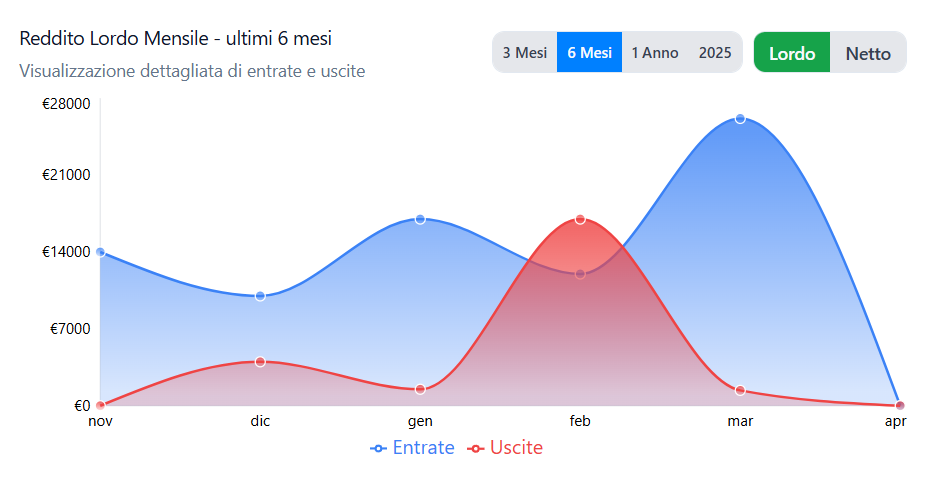 Reddito Lordo Mensile - ultimi 6 mesi
Visualizzazione dettagliata di entrate e uscite
3 Mesi 6 Mesi 1 Anno 2025 Lordo Netto
€28000
€21000
€14000
€7000
€0
nov dic gen feb mar apr
Entrate Uscite